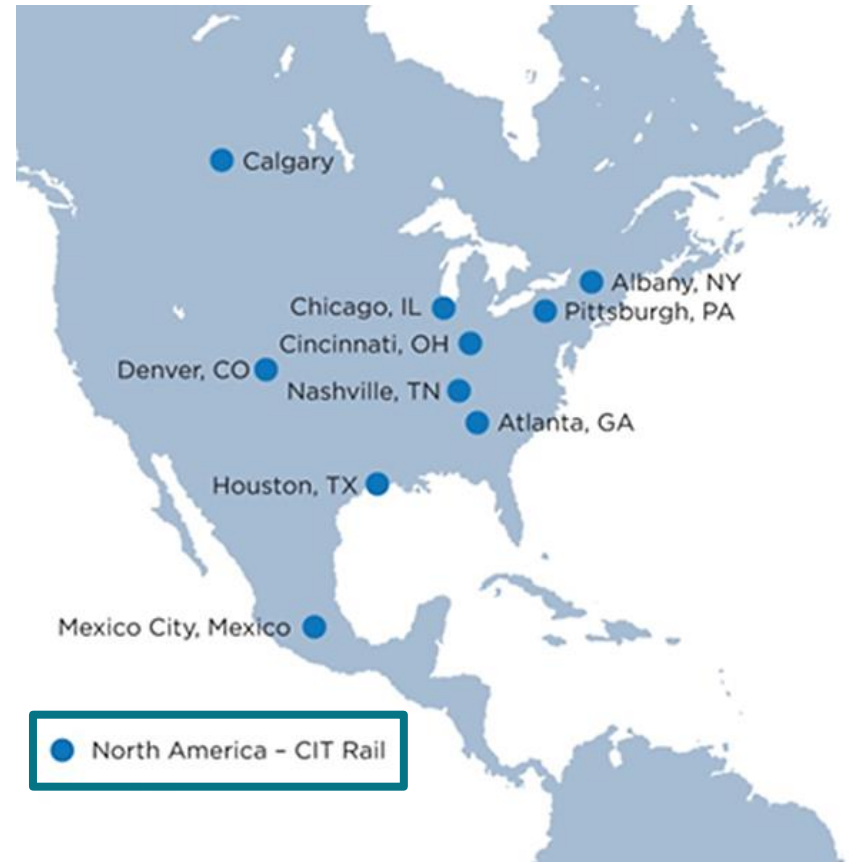 Calgary
Albany, NY
Chicago, IL
Pittsburgh, PA
Cincinnati, OH
Denver, CO
Nashville, TN
Atlanta, GA
Houston, TX
Mexico City, Mexico
North America – CIT Rail